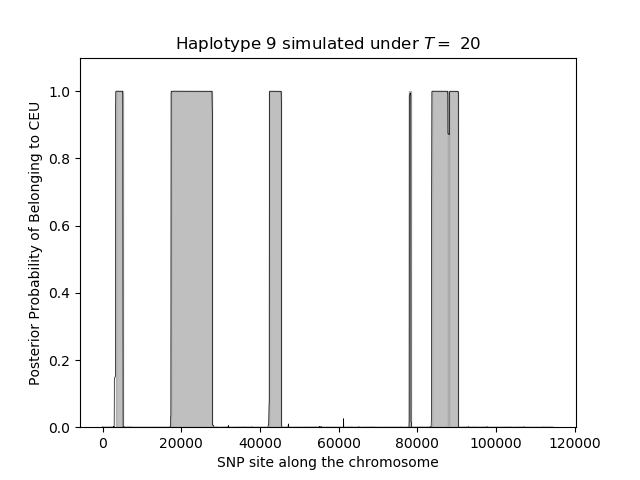 Haplotype 9 simulated under T = 20
Posterior Probability of Belonging to CEU
1.0
0.8
0.6
0.4
0.2
0.0
0 20000 40000 60000 80000 100000 120000
SNP site along the chromosome